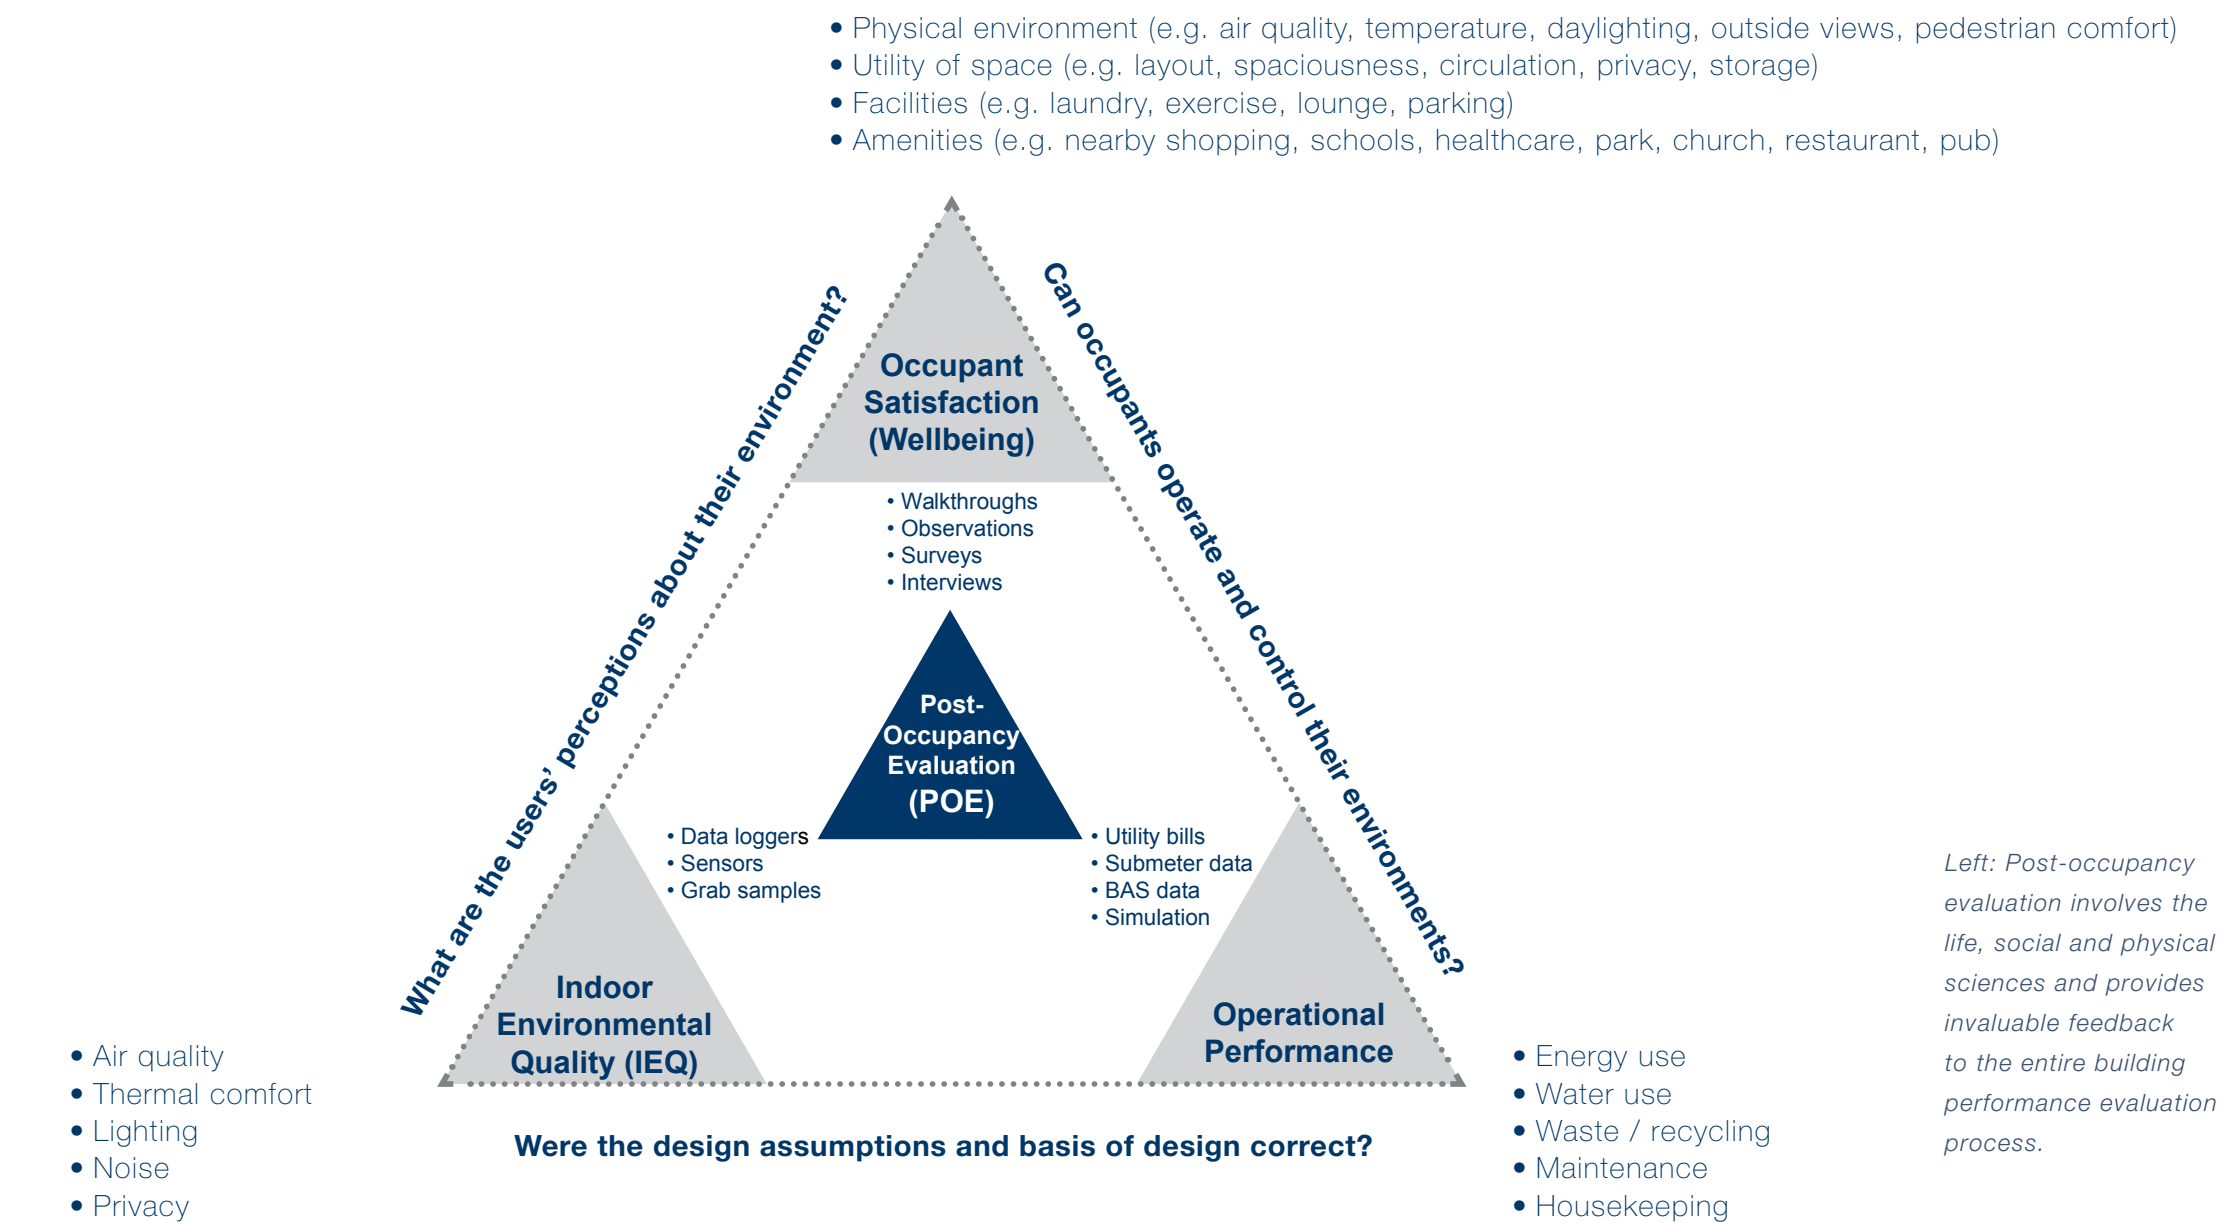 • Physical environment (e.g. air quality, temperature, daylighting, outside views, pedestrian comfort)
• Utility of space (e.g. layout, spaciousness, circulation, privacy, storage)
• Facilities (e.g. laundry, exercise, lounge, parking)
• Amenities (e.g. nearby shopping, schools, healthcare, park, church, restaurant, pub)
What are the users’ perceptions about their environment?
Can occupants operate and control their environments?
Occupant
Satisfaction
(Wellbeing)
• Walkthroughs
• Observations
• Surveys
• Interviews
Post-
Occupancy
Evaluation
(POE)
• Data loggers
• Sensors
• Grab samples
• Utility bills
• Submeter data
• BAS data
• Simulation
Indoor
Environmental
Quality (IEQ)
Operational
Performance
• Air quality
• Thermal comfort
• Lighting
• Noise
• Privacy
Were the design assumptions and basis of design correct?
• Energy use
• Water use
• Waste / recycling
• Maintenance
• Housekeeping
Left: Post-occupancy
evaluation involves the
life, social and physical
sciences and provides
invaluable feedback
to the entire building
performance evaluation
process.